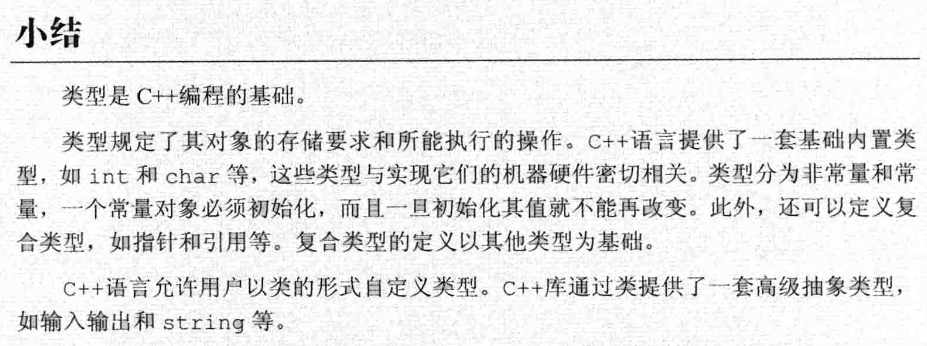 小结
类型是 C++编程的基础。
类型规定了其对象的存储要求和所能执行的操作。C++语言提供了一套基础内置类
型，如 int 和 char 等，这些类型与实现它们的机器硬件密切相关。类型分为非常量和常
量，一个常量对象必须初始化，而且一旦初始化其值就不能再改变。此外，还可以定义复
合类型，如指针和引用等。复合类型的定义以其他类型为基础。
C++语言允许用户以类的形式自定义类型。C++库通过类提供了一套高级抽象类型，
如输入输出和 string 等。